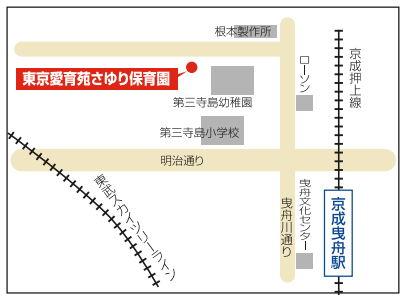 根本製作所
ローソン
京成押上線
東京愛育苑さゆり保育園
第三寺島幼稚園
第三寺島小学校
明治通り
東武スカイツリーライン
曳舟川通り
曳舟文化センター
京成曳舟駅